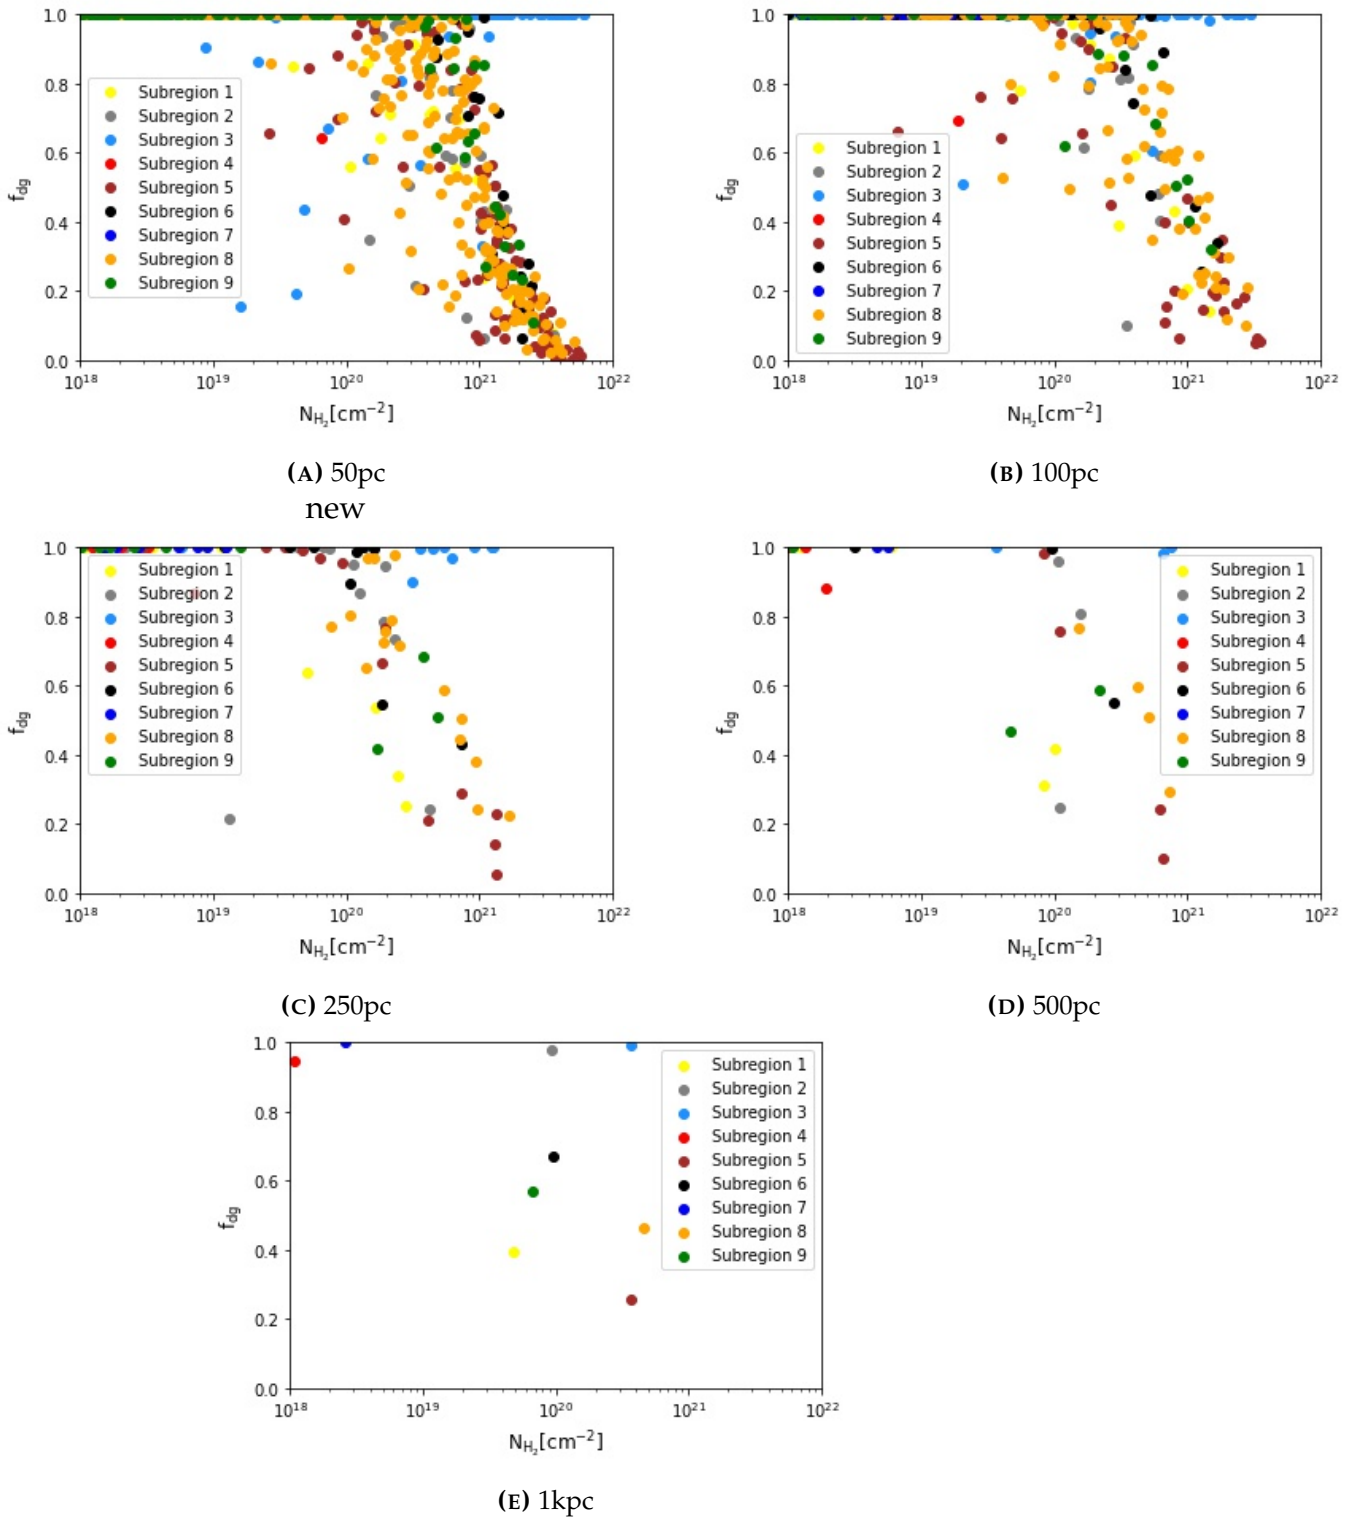 1.0
0.8
0.6
0.4
0.2
0.0
f_dg
Subregion 1
Subregion 2
Subregion 3
Subregion 4
Subregion 5
Subregion 6
Subregion 7
Subregion 8
Subregion 9
10^18 10^19 10^20 10^21 10^22
N_H₂[cm⁻²]
(A) 50pc
new
1.0
0.8
0.6
0.4
0.2
0.0
f_dg
Subregion 1
Subregion 2
Subregion 3
Subregion 4
Subregion 5
Subregion 6
Subregion 7
Subregion 8
Subregion 9
10^18 10^19 10^20 10^21 10^22
N_H₂[cm⁻²]
(B) 100pc
1.0
0.8
0.6
0.4
0.2
0.0
f_dg
Subregion 1
Subregion 2
Subregion 3
Subregion 4
Subregion 5
Subregion 6
Subregion 7
Subregion 8
Subregion 9
10^18 10^19 10^20 10^21 10^22
N_H₂[cm⁻²]
(C) 250pc
1.0
0.8
0.6
0.4
0.2
0.0
f_dg
Subregion 1
Subregion 2
Subregion 3
Subregion 4
Subregion 5
Subregion 6
Subregion 7
Subregion 8
Subregion 9
10^18 10^19 10^20 10^21 10^22
N_H₂[cm⁻²]
(D) 500pc
1.0
0.8
0.6
0.4
0.2
0.0
f_dg
Subregion 1
Subregion 2
Subregion 3
Subregion 4
Subregion 5
Subregion 6
Subregion 7
Subregion 8
Subregion 9
10^18 10^19 10^20 10^21 10^22
N_H₂[cm⁻²]
(E) 1kpc